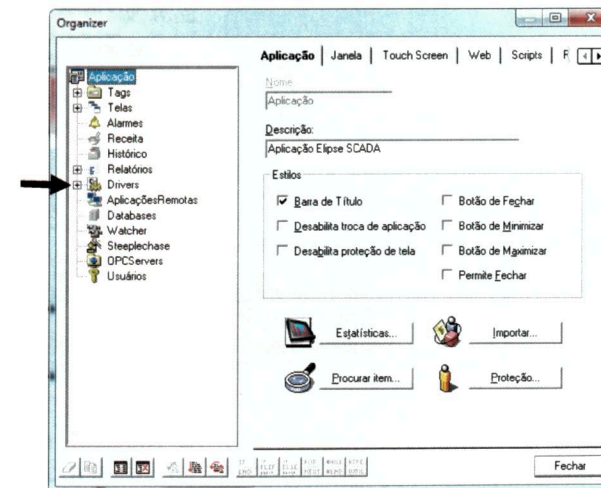 Organizer
Aplicação
Tags
Telas
Alarmes
Receita
Histórico
Relatórios
Drivers
AplicaçõesRemotas
Databases
Watcher
Steeplechase
OPCServers
Usuários
Aplicação | Janela | Touch Screen | Web | Scripts | F
Nome
Aplicação
Descrição:
Aplicação Elipse SCADA
Estilos
Barra de Título
Botão de Fechar
Desabilita troca de aplicação
Botão de Minimizar
Desabilita proteção de tela
Botão de Maximizar
Permite Fechar
Estatísticas...
Importar...
Procurar item...
Proteção...
Fechar